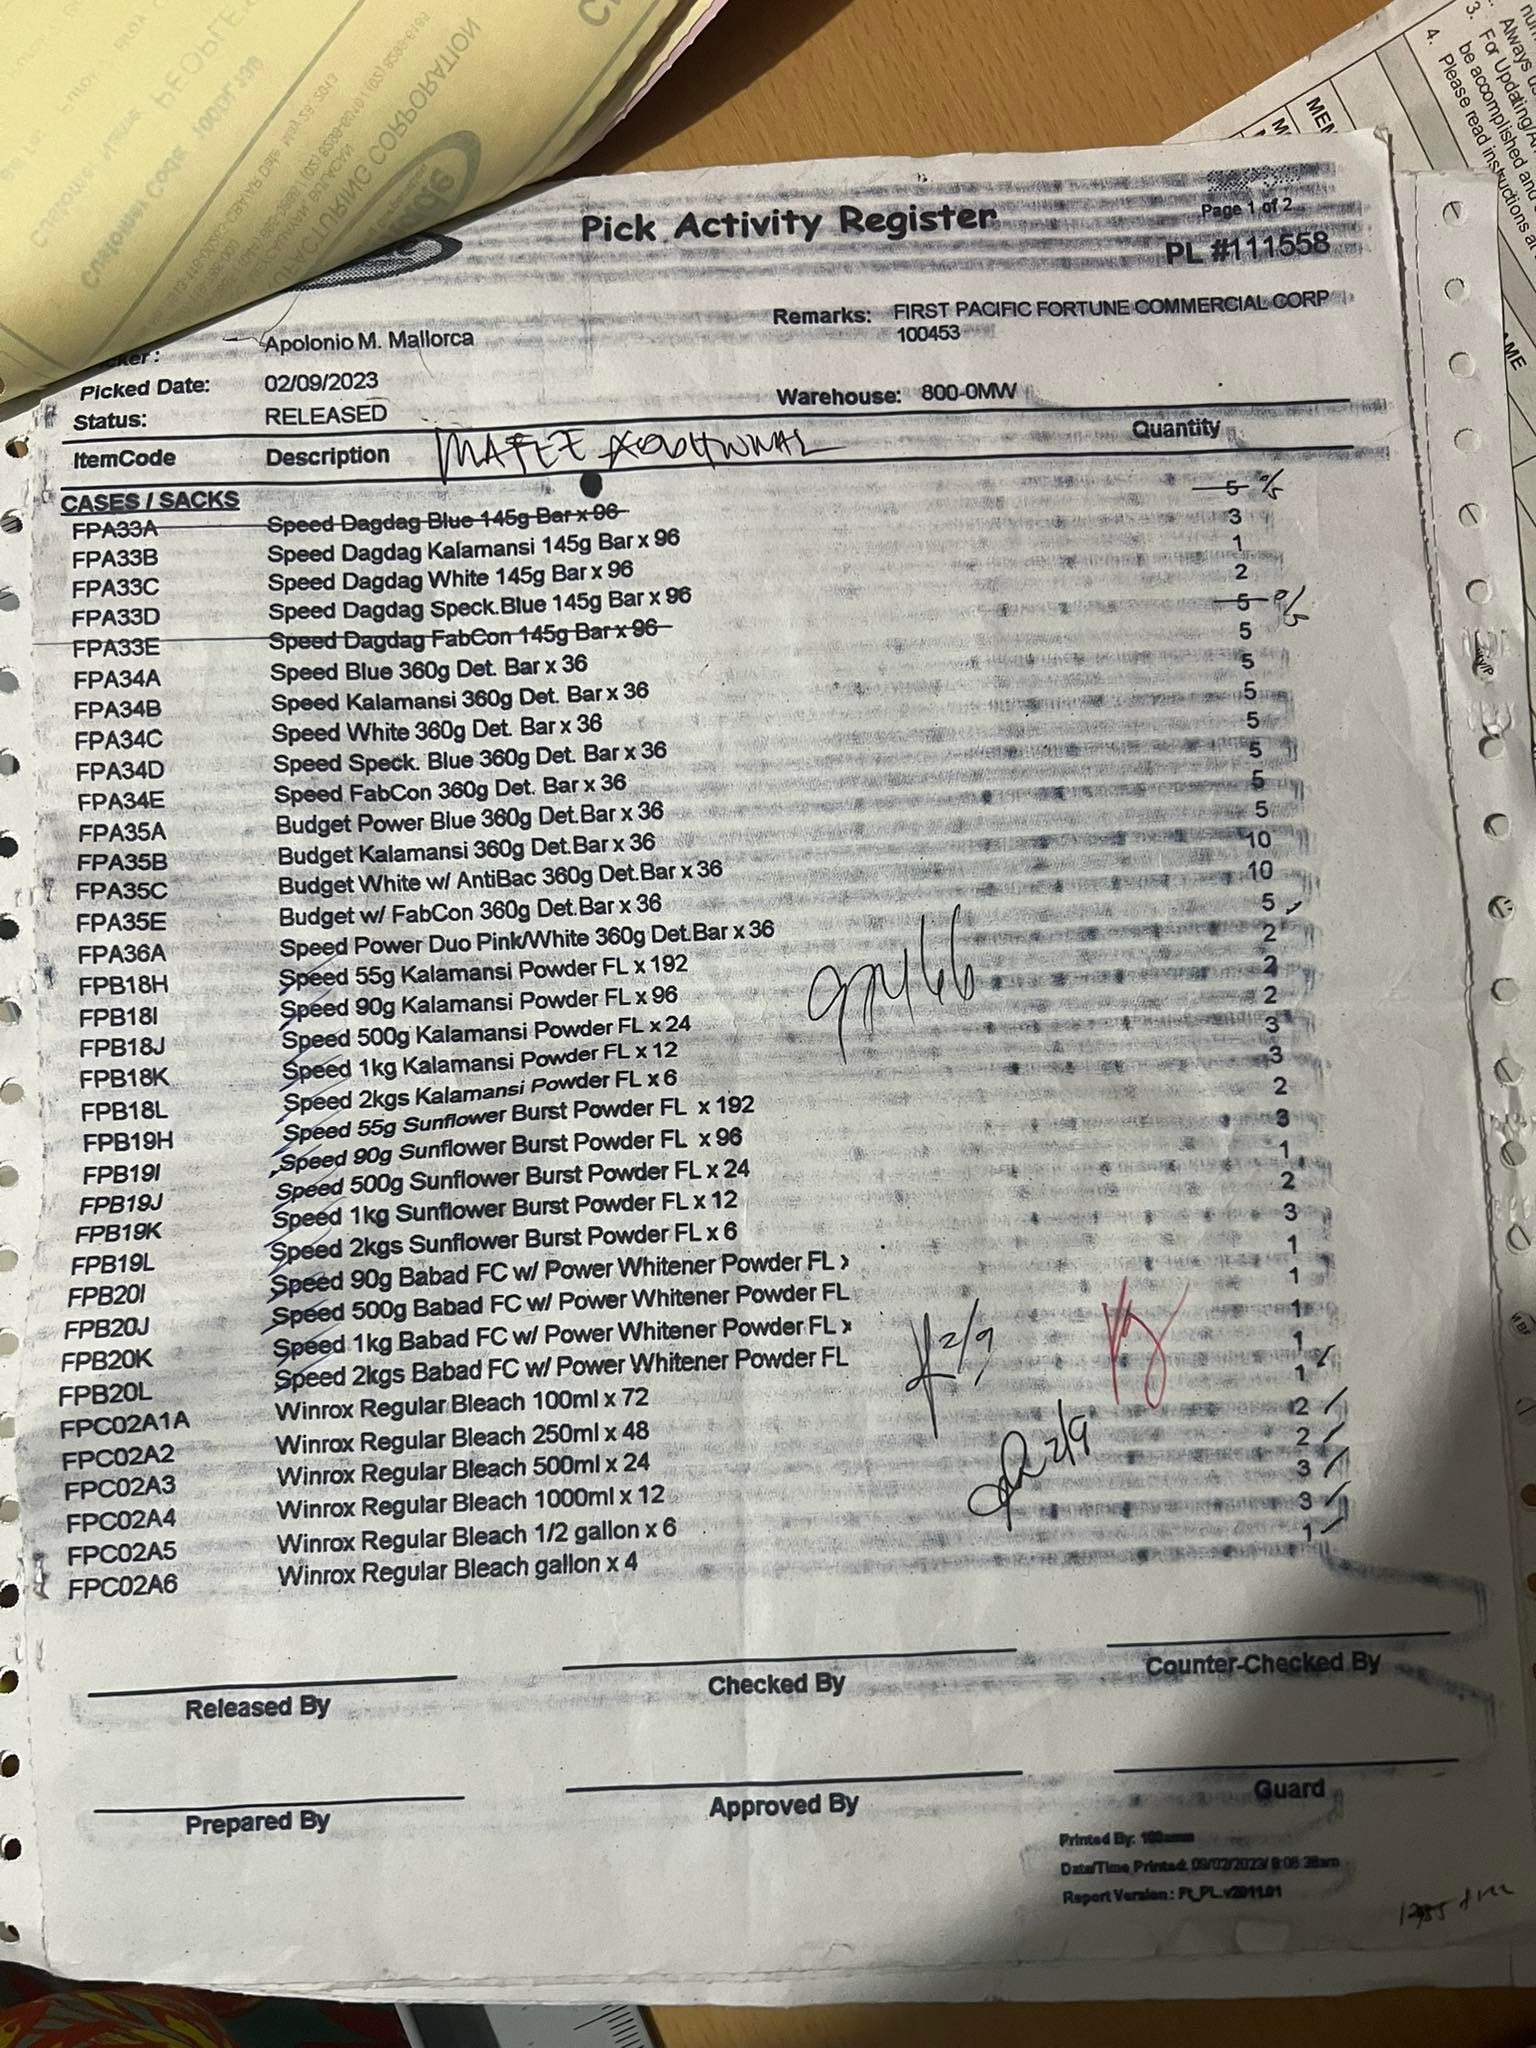 Pick Activity Register
Page 1 of 2
PL #111558
Apolonio M. Mallorca
Remarks: FIRST PACIFIC FORTUNE COMMERCIAL CORP
100453
Picked Date: 02/09/2023
Warehouse: 800-0MW
Status: RELEASED
ItemCode Description Quantity
CASES / SACKS
FPA33A Speed Dagdag Blue 145g Bar x 96 5 0/5
FPA33B Speed Dagdag Kalamansi 145g Bar x 96 3
FPA33C Speed Dagdag White 145g Bar x 96 1
FPA33D Speed Dagdag Speck.Blue 145g Bar x 96 2
FPA33E Speed Dagdag FabCon 145g Bar x 96 5 0/5
FPA34A Speed Blue 360g Det. Bar x 36 5
FPA34B Speed Kalamansi 360g Det. Bar x 36 5
FPA34C Speed White 360g Det. Bar x 36 5
FPA34D Speed Speck. Blue 360g Det. Bar x 36 5
FPA34E Speed FabCon 360g Det. Bar x 36 5
FPA35A Budget Power Blue 360g Det.Bar x 36 5
FPA35B Budget Kalamansi 360g Det.Bar x 36 5
FPA35C Budget White w/ AntiBac 360g Det.Bar x 36 10
FPA35E Budget w/ FabCon 360g Det.Bar x 36 10
FPA36A Speed Power Duo Pink/White 360g Det.Bar x 36 5
FPB18H Speed 55g Kalamansi Powder FL x 192 2
FPB18I Speed 90g Kalamansi Powder FL x 96 2
FPB18J Speed 500g Kalamansi Powder FL x 24 2
FPB18K Speed 1kg Kalamansi Powder FL x 12 3
FPB18L Speed 2kgs Kalamansi Powder FL x 6 3
FPB19H Speed 55g Sunflower Burst Powder FL x 192 2
FPB19I Speed 90g Sunflower Burst Powder FL x 96 3
FPB19J Speed 500g Sunflower Burst Powder FL x 24 1
FPB19K Speed 1kg Sunflower Burst Powder FL x 12 2
FPB19L Speed 2kgs Sunflower Burst Powder FL x 6 3
FPB20I Speed 90g Babad FC w/ Power Whitener Powder FL x 1
FPB20J Speed 500g Babad FC w/ Power Whitener Powder FL 1
FPB20K Speed 1kg Babad FC w/ Power Whitener Powder FL x 1
FPB20L Speed 2kgs Babad FC w/ Power Whitener Powder FL 1
FPC02A1A Winrox Regular Bleach 100ml x 72 1
FPC02A2 Winrox Regular Bleach 250ml x 48 2
FPC02A3 Winrox Regular Bleach 500ml x 24 2
FPC02A4 Winrox Regular Bleach 1000ml x 12 3
FPC02A5 Winrox Regular Bleach 1/2 gallon x 6 3
FPC02A6 Winrox Regular Bleach gallon x 4 1
2/9
2/9
Released By Checked By Counter-Checked By
Prepared By Approved By Guard
Printed By:
Date/Time Printed: 09/02/2023/
Report Version :